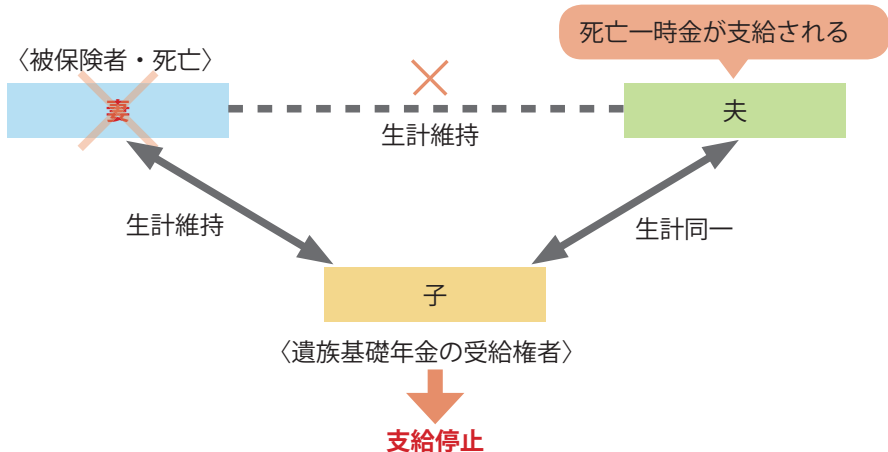 死亡一時金が支給される
〈被保険者・死亡〉
妻
夫
生計維持
生計維持
生計同一
子
〈遺族基礎年金の受給権者〉
支給停止